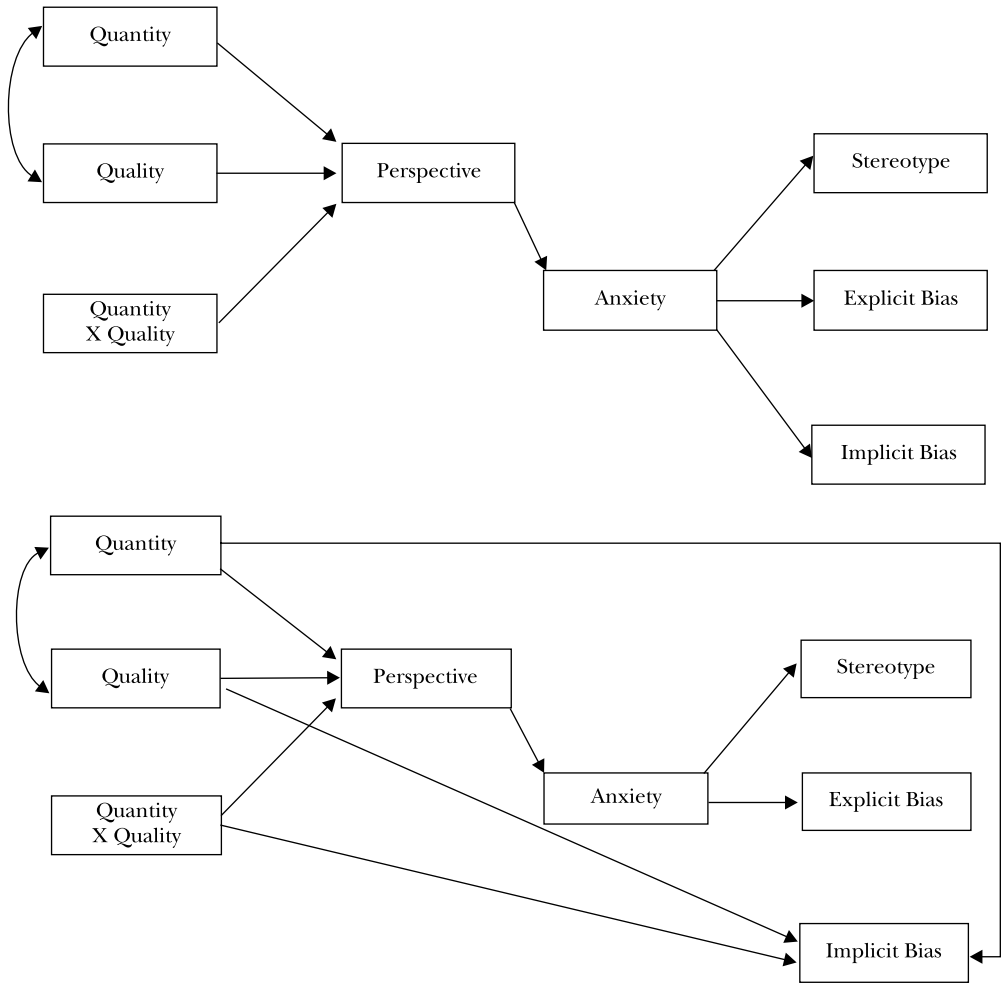 Quantity
Quality
Quantity
X Quality
Perspective
Anxiety
Stereotype
Explicit Bias
Implicit Bias
Quantity
Quality
Quantity
X Quality
Perspective
Anxiety
Stereotype
Explicit Bias
Implicit Bias